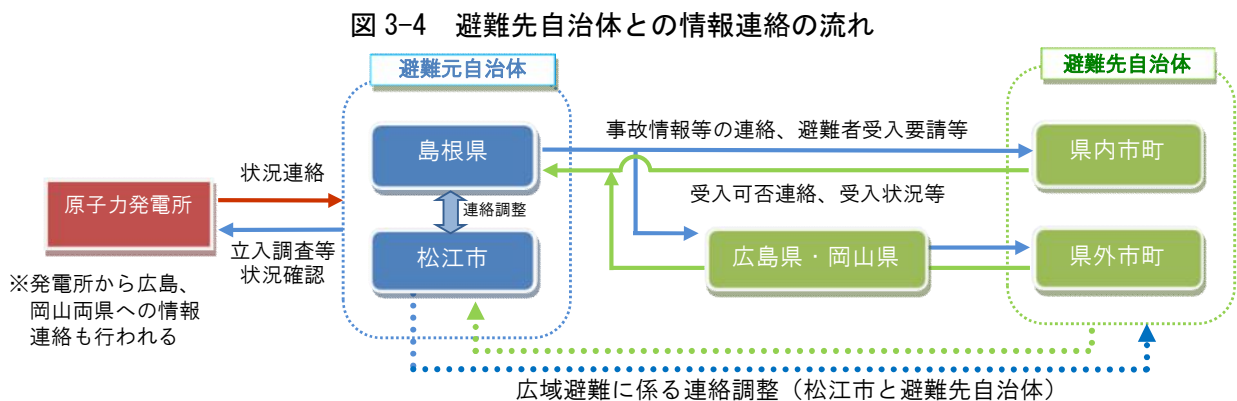 図 3-4 避難先自治体との情報連絡の流れ
避難元自治体
避難先自治体
島根県
事故情報等の連絡、避難者受入要請等
県内市町
状況連絡
原子力発電所
連絡調整
受入可否連絡、受入状況等
立入調査等
状況確認
松江市
広島県・岡山県
県外市町
※発電所から広島、
岡山両県への情報
連絡も行われる
広域避難に係る連絡調整（松江市と避難先自治体）